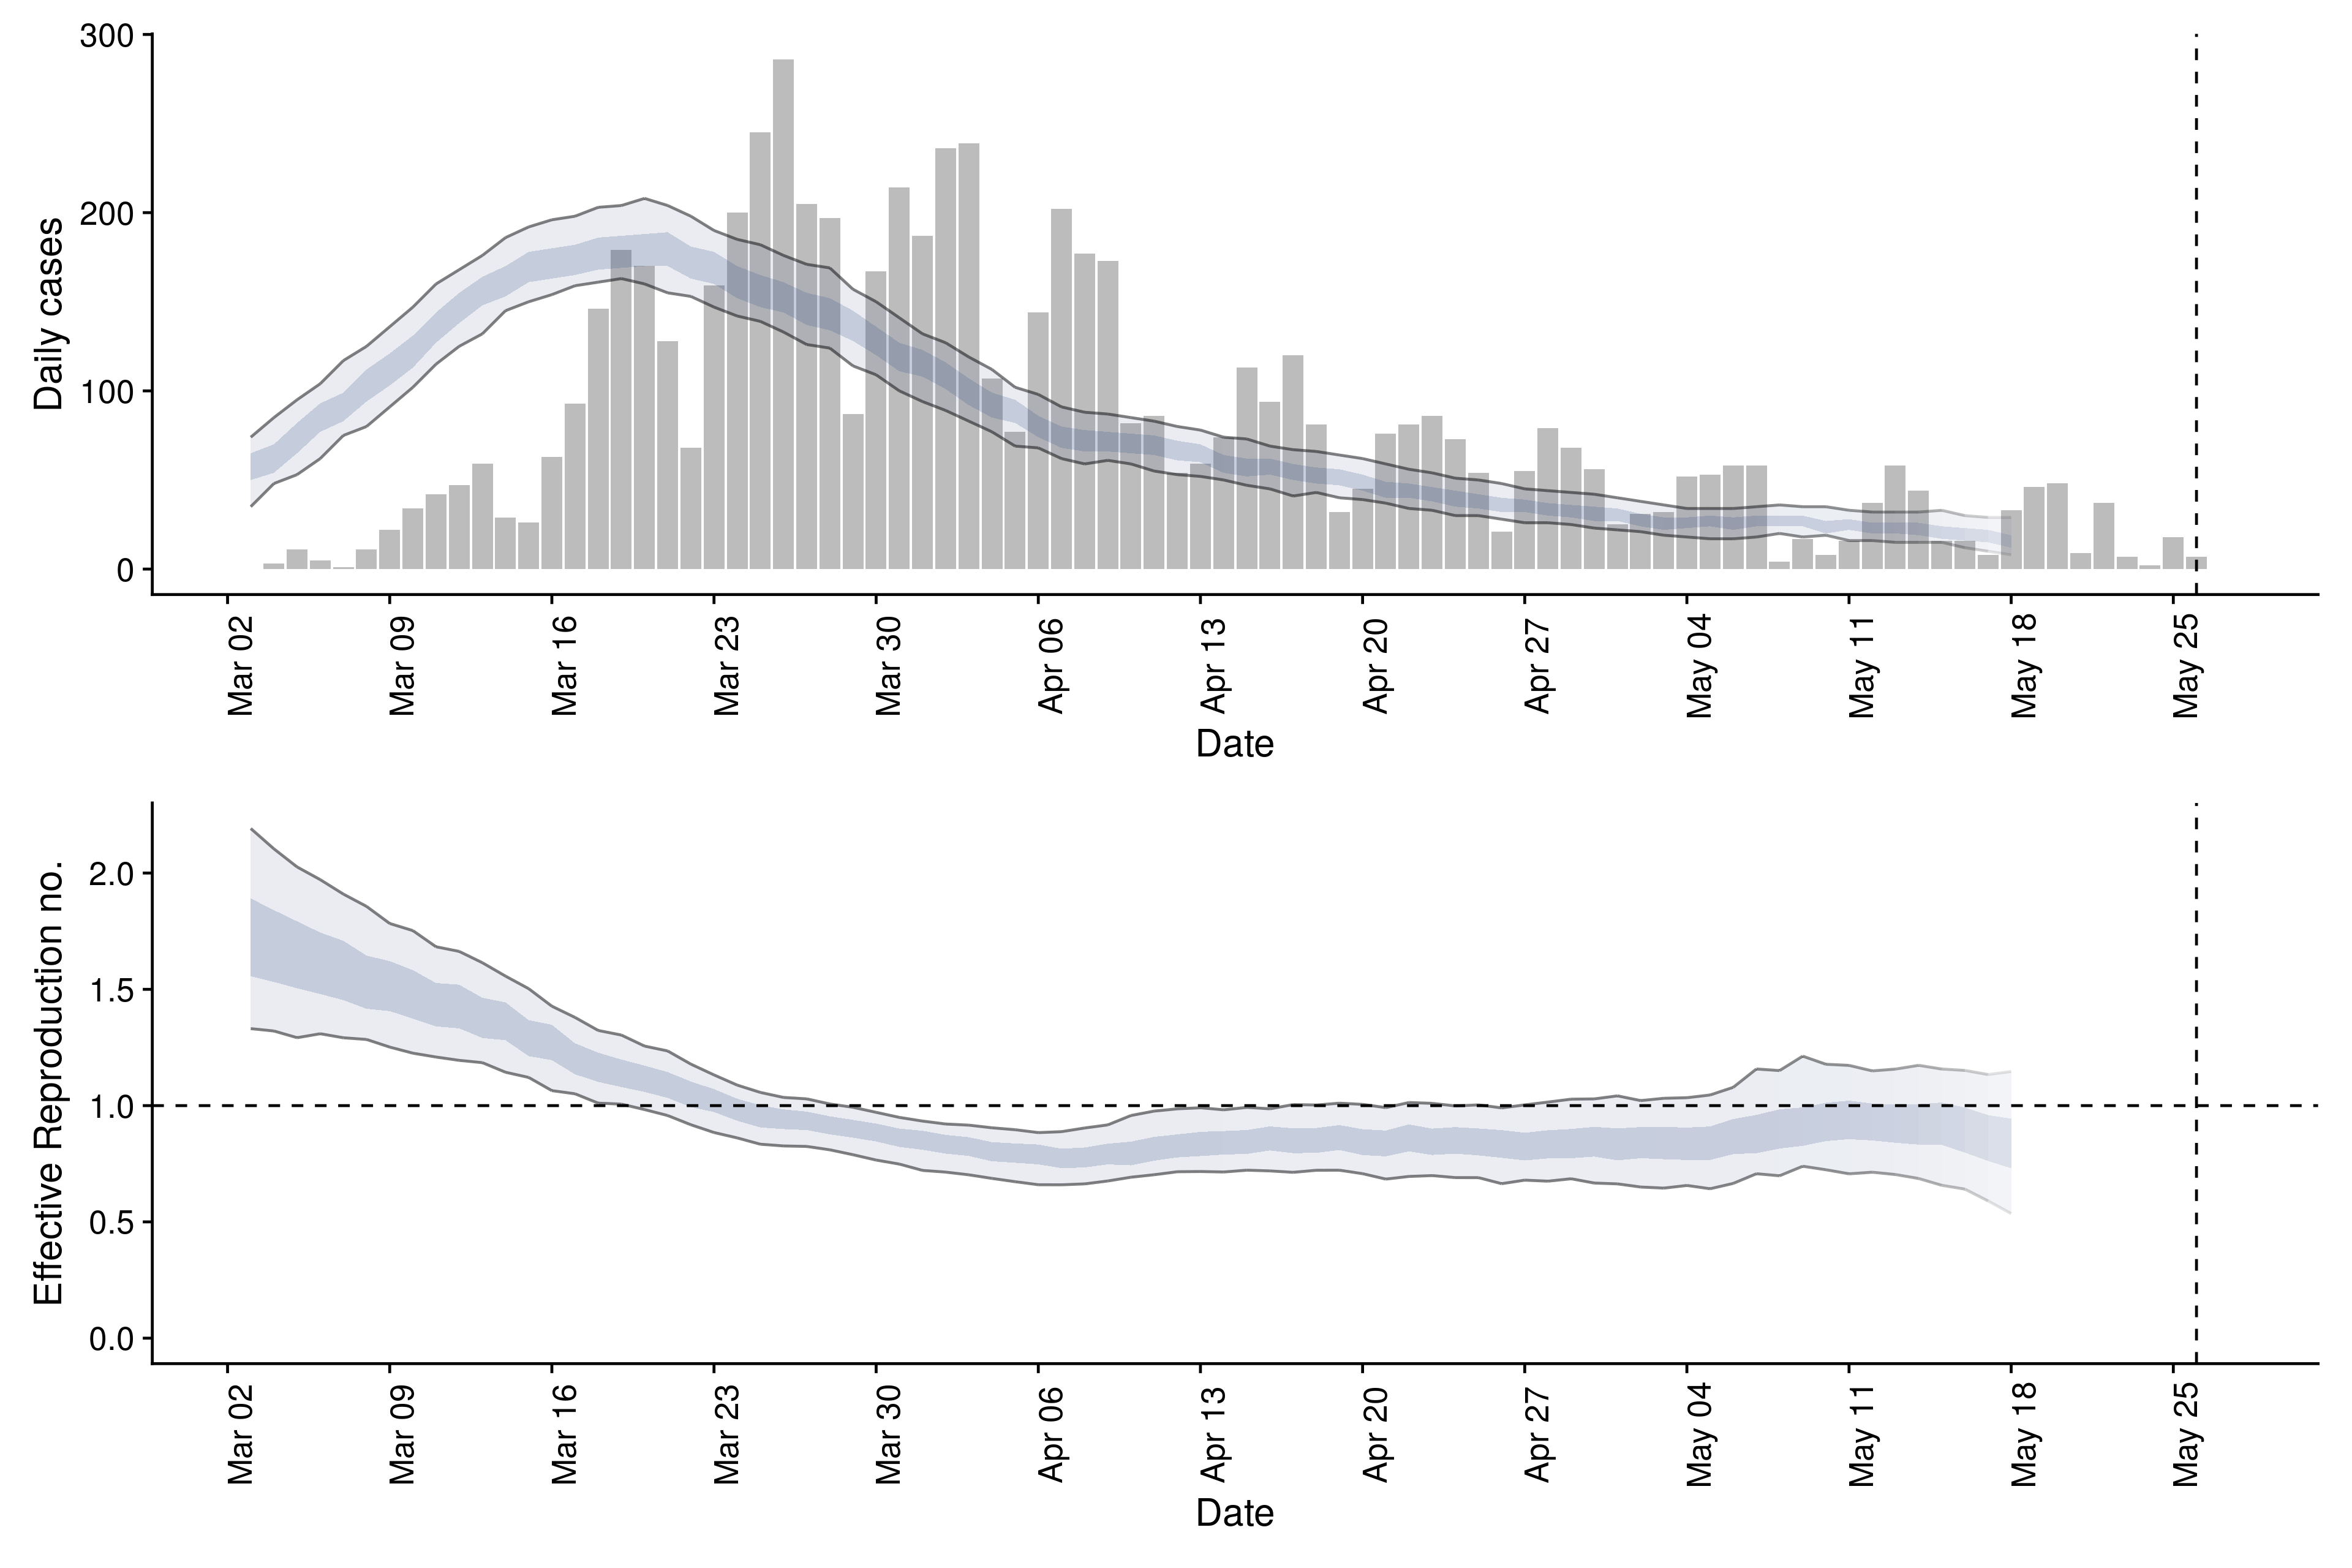 Daily cases
300
200
100
0
Mar 02
Mar 09
Mar 16
Mar 23
Mar 30
Apr 06
Apr 13
Apr 20
Apr 27
May 04
May 11
May 18
May 25
Date
Effective Reproduction no.
2.0
1.5
1.0
0.5
0.0
Mar 02
Mar 09
Mar 16
Mar 23
Mar 30
Apr 06
Apr 13
Apr 20
Apr 27
May 04
May 11
May 18
May 25
Date